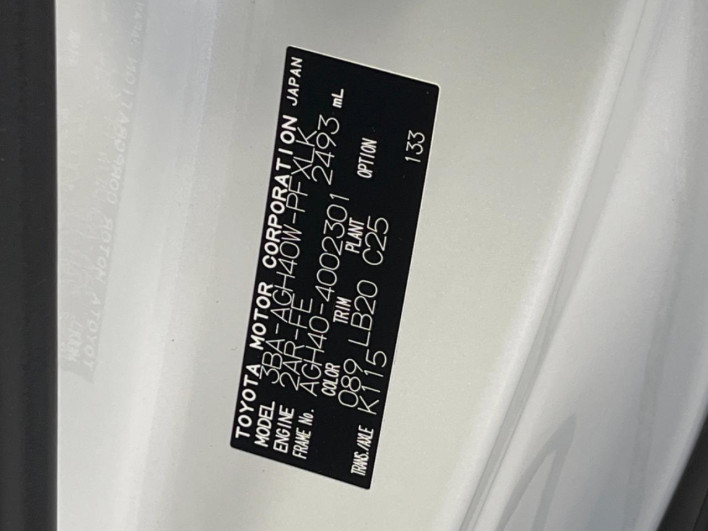 TOYOTA MOTOR CORPORATION JAPAN
MODEL 3BA-AGH40W-PFXLK
ENGINE 2AR-FE 2493 mL
FRAME No. AGH40-4002301
COLOR TRIM PLANT OPTION
089 LB20 C25
TRANS./AXLE K115 133